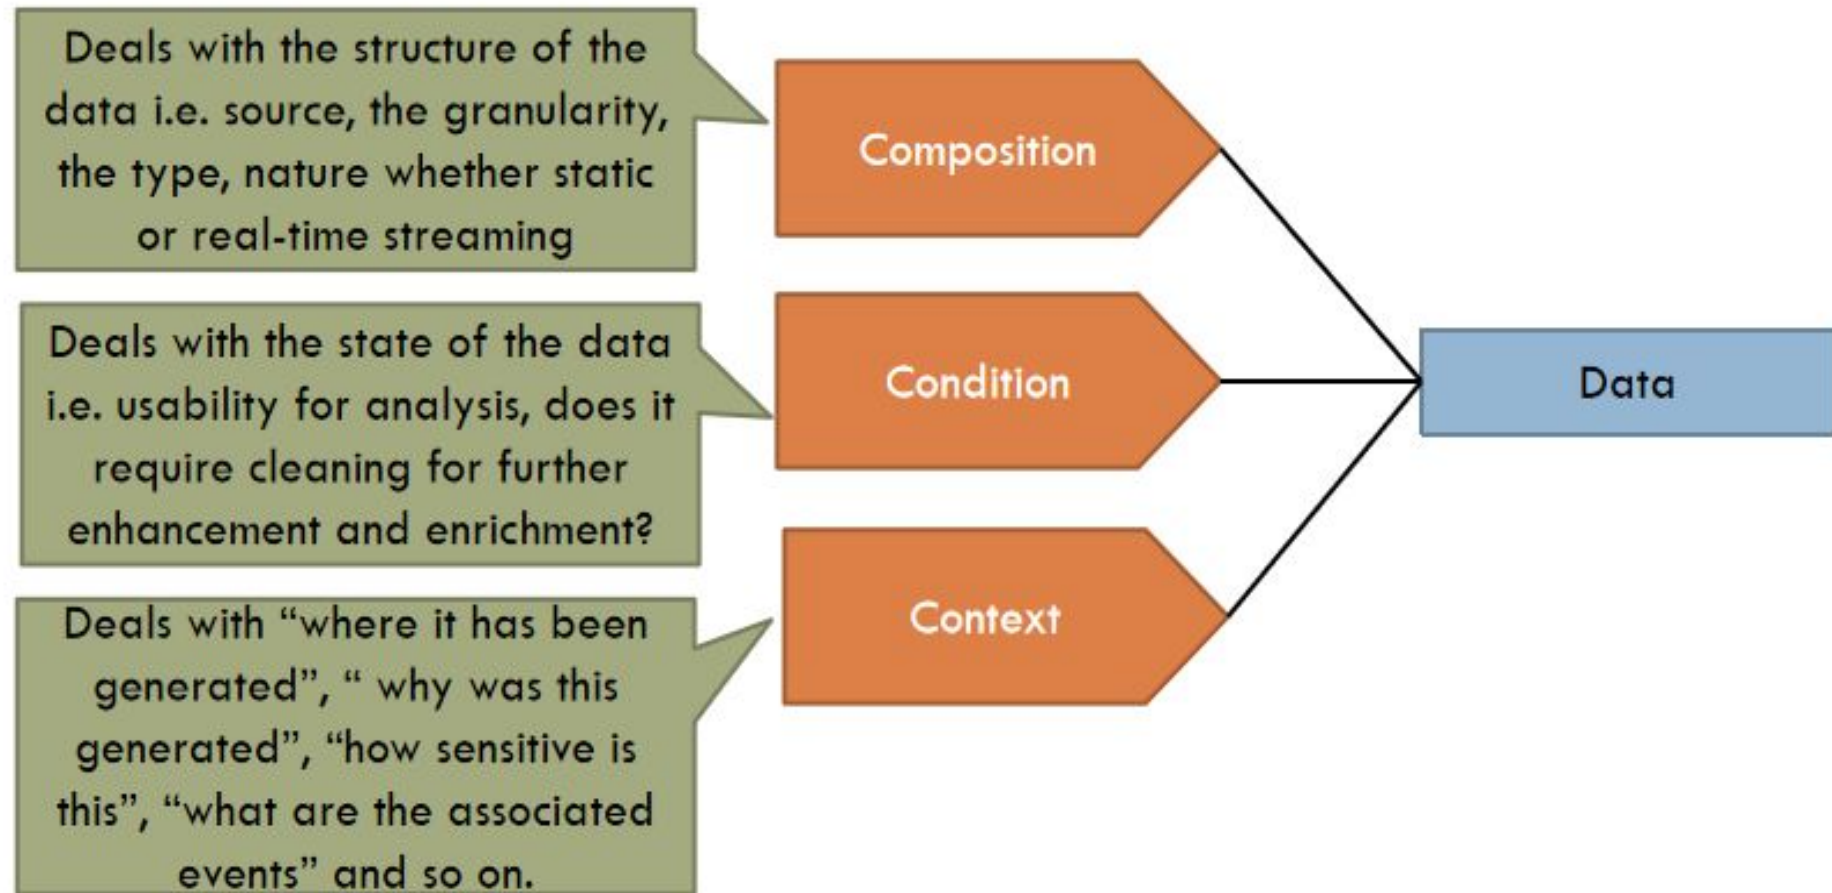 Deals with the structure of the
data i.e. source, the granularity,
the type, nature whether static
or real-time streaming
Composition
Deals with the state of the data
i.e. usability for analysis, does it
require cleaning for further
enhancement and enrichment?
Condition
Data
Deals with “where it has been
generated”, “ why was this
generated”, “how sensitive is
this”, “what are the associated
events” and so on.
Context